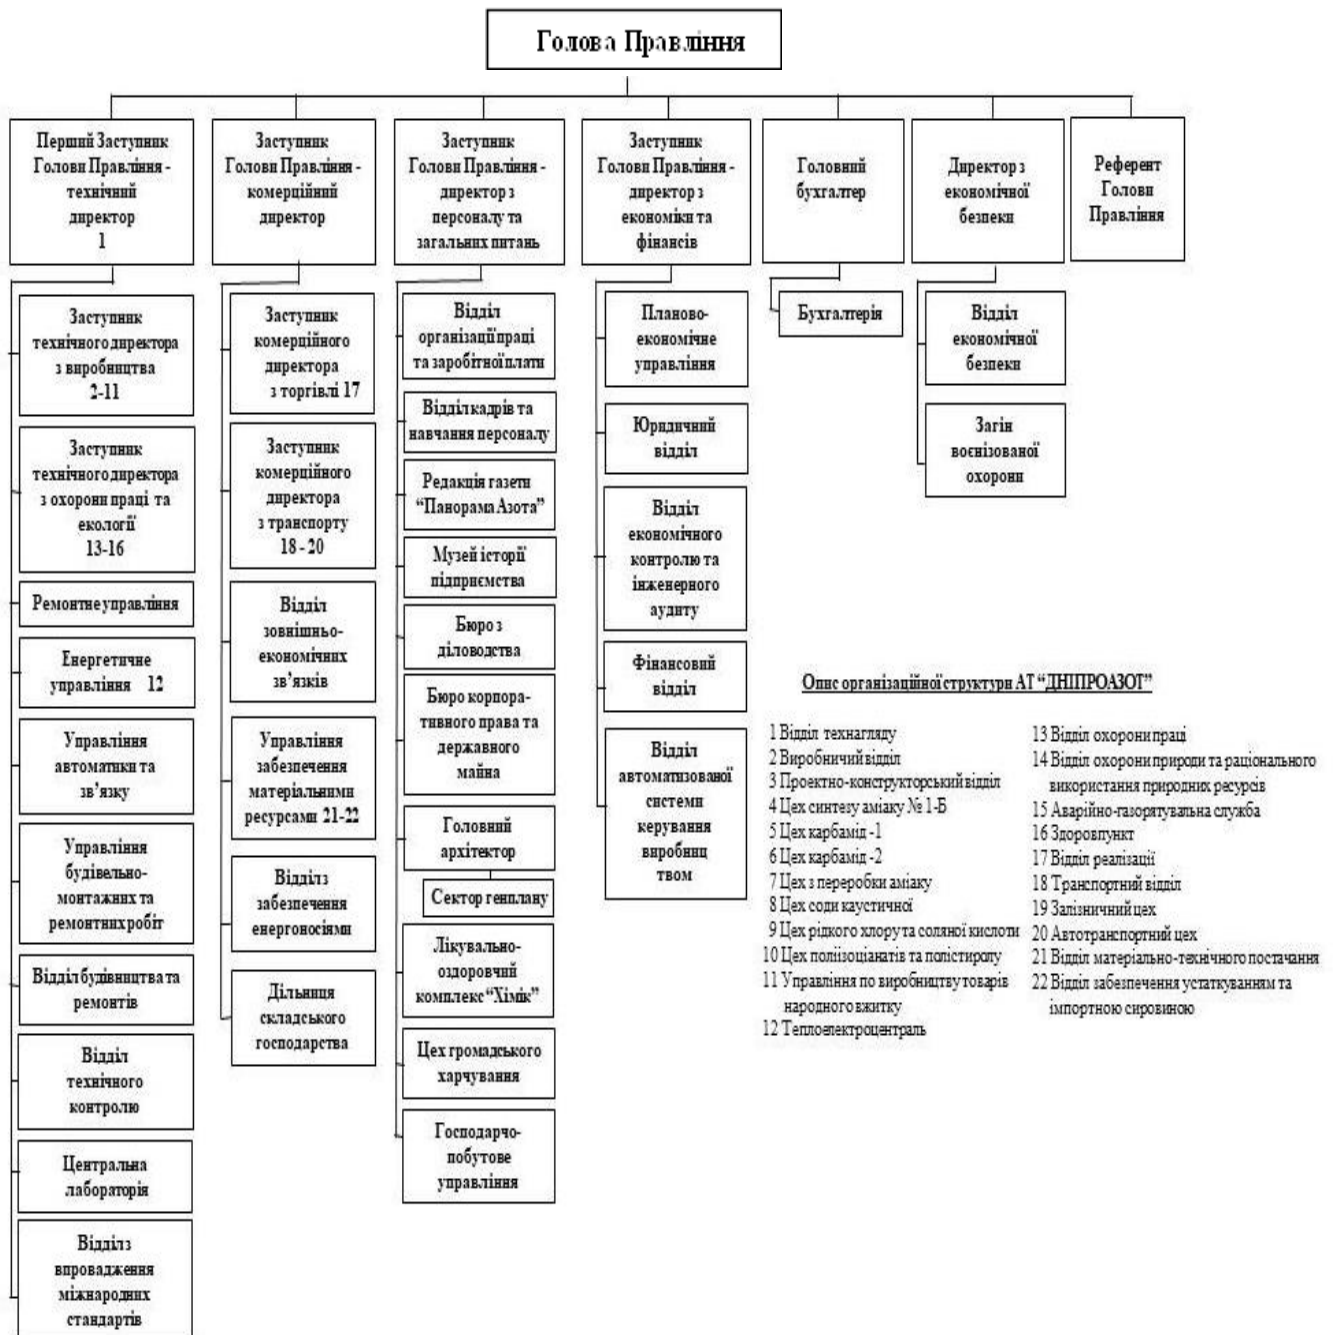 Голова Правління
Перший Заступник
Голови Правління -
технічний
директор
1
Заступник
Голови Правління -
комерційний
директор
Заступник
Голови Правління -
директор з
персоналу та
загальних питань
Заступник
Голови Правління -
директор з
економіки та
фінансів
Головний
бухгалтер
Директор з
економічної
безпеки
Референт
Голови
Правління
Заступник
технічного директора
з виробництва
2-11
Заступник
технічного директора
з охорони праці та
екології
13-16
Ремонтне управління
Енергетичне
управління 12
Управління
автоматики та
зв’язку
Управління
будівельно-
монтажних та
ремонтних робіт
Відділ будівництва та
ремонтів
Відділ
технічного
контролю
Центральна
лабораторія
Відділ з
впровадження
міжнародних
стандартів
Заступник
комерційного
директора
з торгівлі 17
Заступник
комерційного
директора
з транспорту
18 - 20
Відділ
зовнішньо-
економічних
зв’язків
Управління
забезпечення
матеріальними
ресурсами 21-22
Відділ з
забезпечення
енергоносіями
Дільниця
складського
господарства
Відділ
організації праці
та заробітної плати
Відділ кадрів та
навчання персоналу
Редакція газети
“Панорама Азота”
Музей історії
підприємства
Бюро з
діловодства
Бюро корпора-
тивного права та
державного
майна
Головний
архітектор
Сектор генплану
Лікувально-
оздоровчий
комплекс “Хімік”
Цех громадського
харчування
Господарчо-
побутове
управління
Планово-
економічне
управління
Юридичний
відділ
Відділ
економічного
контролю та
інженерного
аудиту
Фінансовий
відділ
Відділ
автоматизованої
системи
керування
виробниц
твом
Бухгалтерія
Відділ
економічної
безпеки
Загін
воєнізованої
охорони
Опис організаційної структури АТ “ДНІПРОАЗОТ”
1 Відділ технагляду
2 Виробничий відділ
3 Проектно-конструкторський відділ
4 Цех синтезу аміаку № 1-Б
5 Цех карбамід -1
6 Цех карбамід -2
7 Цех з переробки аміаку
8 Цех соди каустичної
9 Цех рідкого хлору та соляної кислоти
10 Цех поліізоціанатів та полістиролу
11 Управління по виробництву товарів
народного вжитку
12 Теплоелектроцентраль
13 Відділ охорони праці
14 Відділ охорони природи та раціонального
використання природних ресурсів
15 Аварійно-газорятувальна служба
16 Здоровпункт
17 Відділ реалізації
18 Транспортний відділ
19 Залізничний цех
20 Автотранспортний цех
21 Відділ матеріально-технічного постачання
22 Відділ забезпечення устаткуванням та
імпортною сировиною